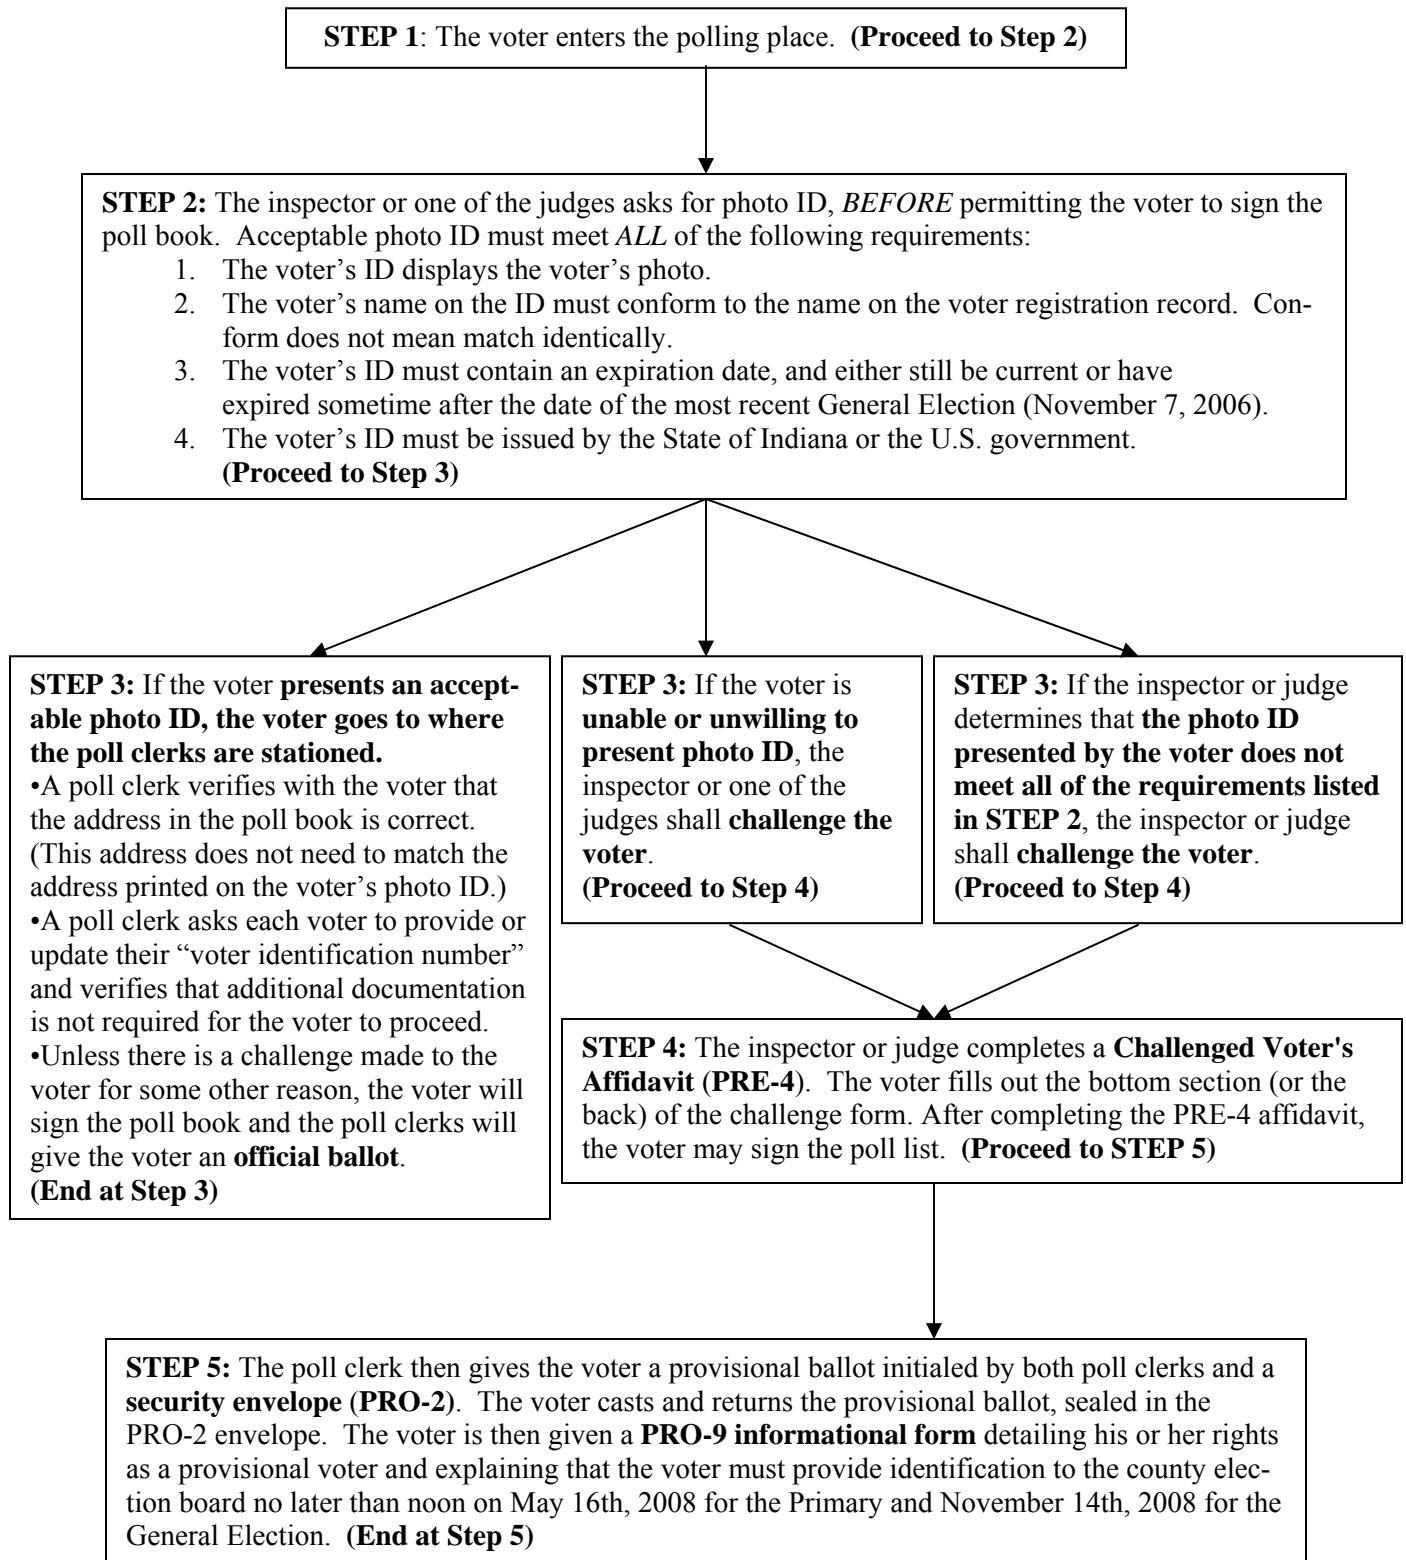 STEP 1: The voter enters the polling place. (Proceed to Step 2)
STEP 2: The inspector or one of the judges asks for photo ID, BEFORE permitting the voter to sign the
poll book. Acceptable photo ID must meet ALL of the following requirements:
1. The voter’s ID displays the voter’s photo.
2. The voter’s name on the ID must conform to the name on the voter registration record. Con-
form does not mean match identically.
3. The voter’s ID must contain an expiration date, and either still be current or have
expired sometime after the date of the most recent General Election (November 7, 2006).
4. The voter’s ID must be issued by the State of Indiana or the U.S. government.
(Proceed to Step 3)
STEP 3: If the voter presents an accept-
able photo ID, the voter goes to where
the poll clerks are stationed.
•A poll clerk verifies with the voter that
the address in the poll book is correct.
(This address does not need to match the
address printed on the voter’s photo ID.)
•A poll clerk asks each voter to provide or
update their “voter identification number”
and verifies that additional documentation
is not required for the voter to proceed.
•Unless there is a challenge made to the
voter for some other reason, the voter will
sign the poll book and the poll clerks will
give the voter an official ballot.
(End at Step 3)
STEP 3: If the voter is
unable or unwilling to
present photo ID, the
inspector or one of the
judges shall challenge the
voter.
(Proceed to Step 4)
STEP 3: If the inspector or judge
determines that the photo ID
presented by the voter does not
meet all of the requirements listed
in STEP 2, the inspector or judge
shall challenge the voter.
(Proceed to Step 4)
STEP 4: The inspector or judge completes a Challenged Voter's
Affidavit (PRE-4). The voter fills out the bottom section (or the
back) of the challenge form. After completing the PRE-4 affidavit,
the voter may sign the poll list. (Proceed to STEP 5)
STEP 5: The poll clerk then gives the voter a provisional ballot initialed by both poll clerks and a
security envelope (PRO-2). The voter casts and returns the provisional ballot, sealed in the
PRO-2 envelope. The voter is then given a PRO-9 informational form detailing his or her rights
as a provisional voter and explaining that the voter must provide identification to the county elec-
tion board no later than noon on May 16th, 2008 for the Primary and November 14th, 2008 for the
General Election. (End at Step 5)